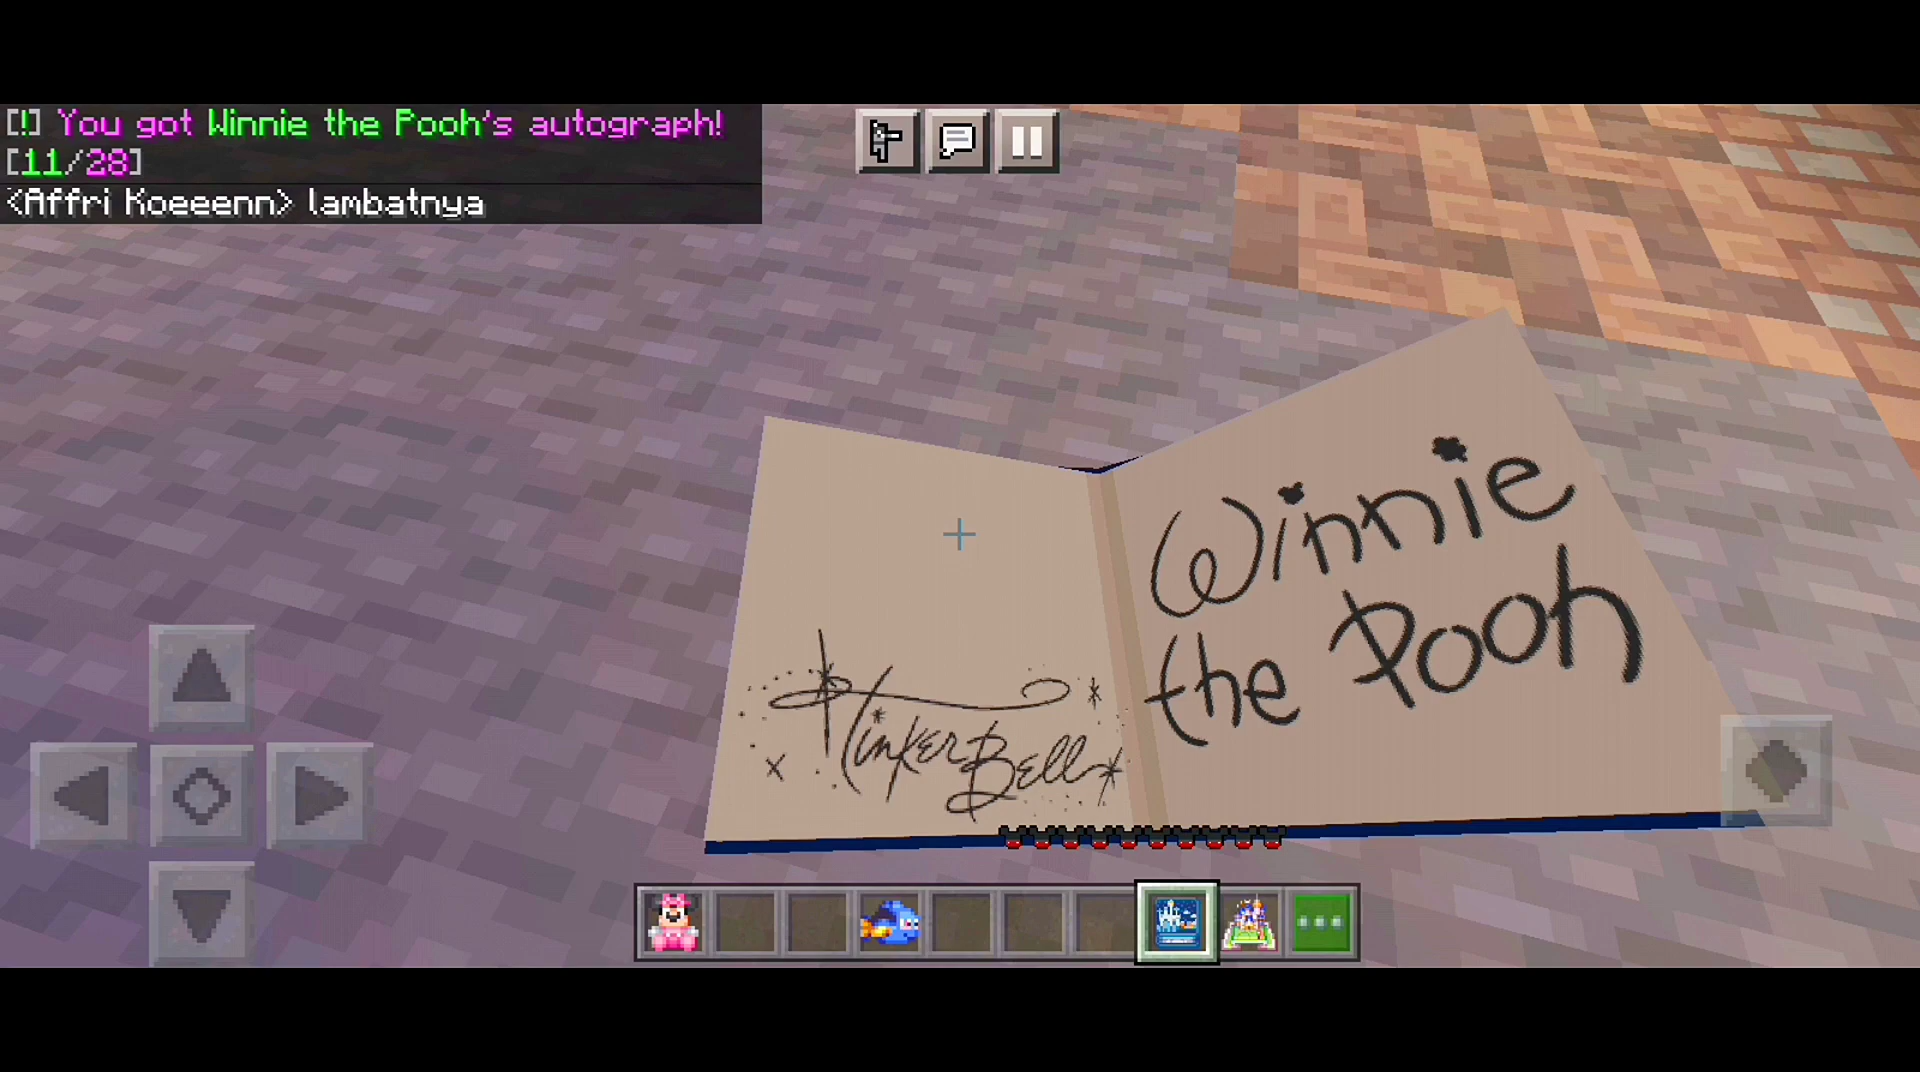 [!] You got Winnie the Pooh's autograph!
[11/28]
<Affri Koeeenn> lambatnya
Tinker Bell
Winnie
the Pooh